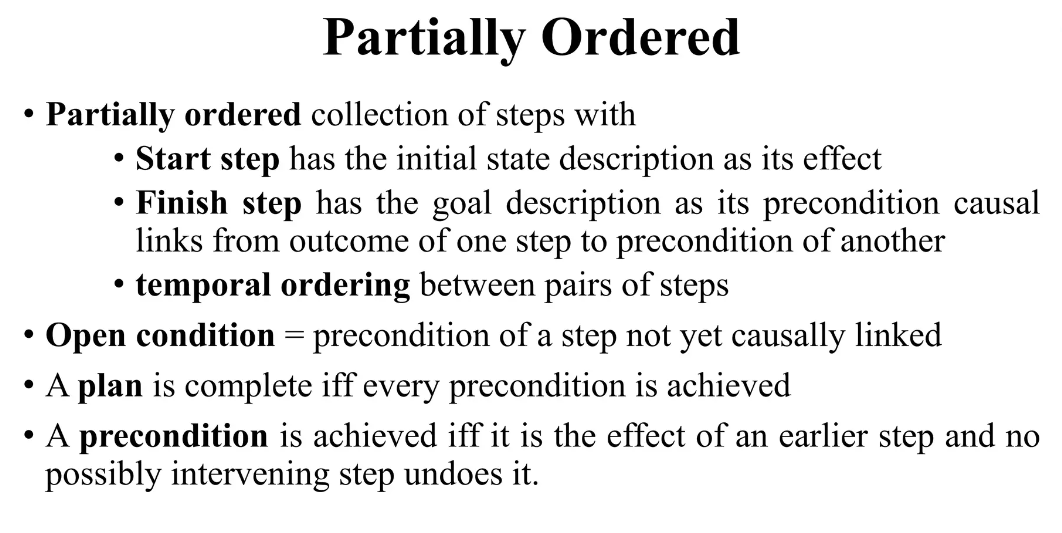 Partially Ordered
• Partially ordered collection of steps with
• Start step has the initial state description as its effect
• Finish step has the goal description as its precondition causal
links from outcome of one step to precondition of another
• temporal ordering between pairs of steps
• Open condition = precondition of a step not yet causally linked
• A plan is complete iff every precondition is achieved
• A precondition is achieved iff it is the effect of an earlier step and no
possibly intervening step undoes it.